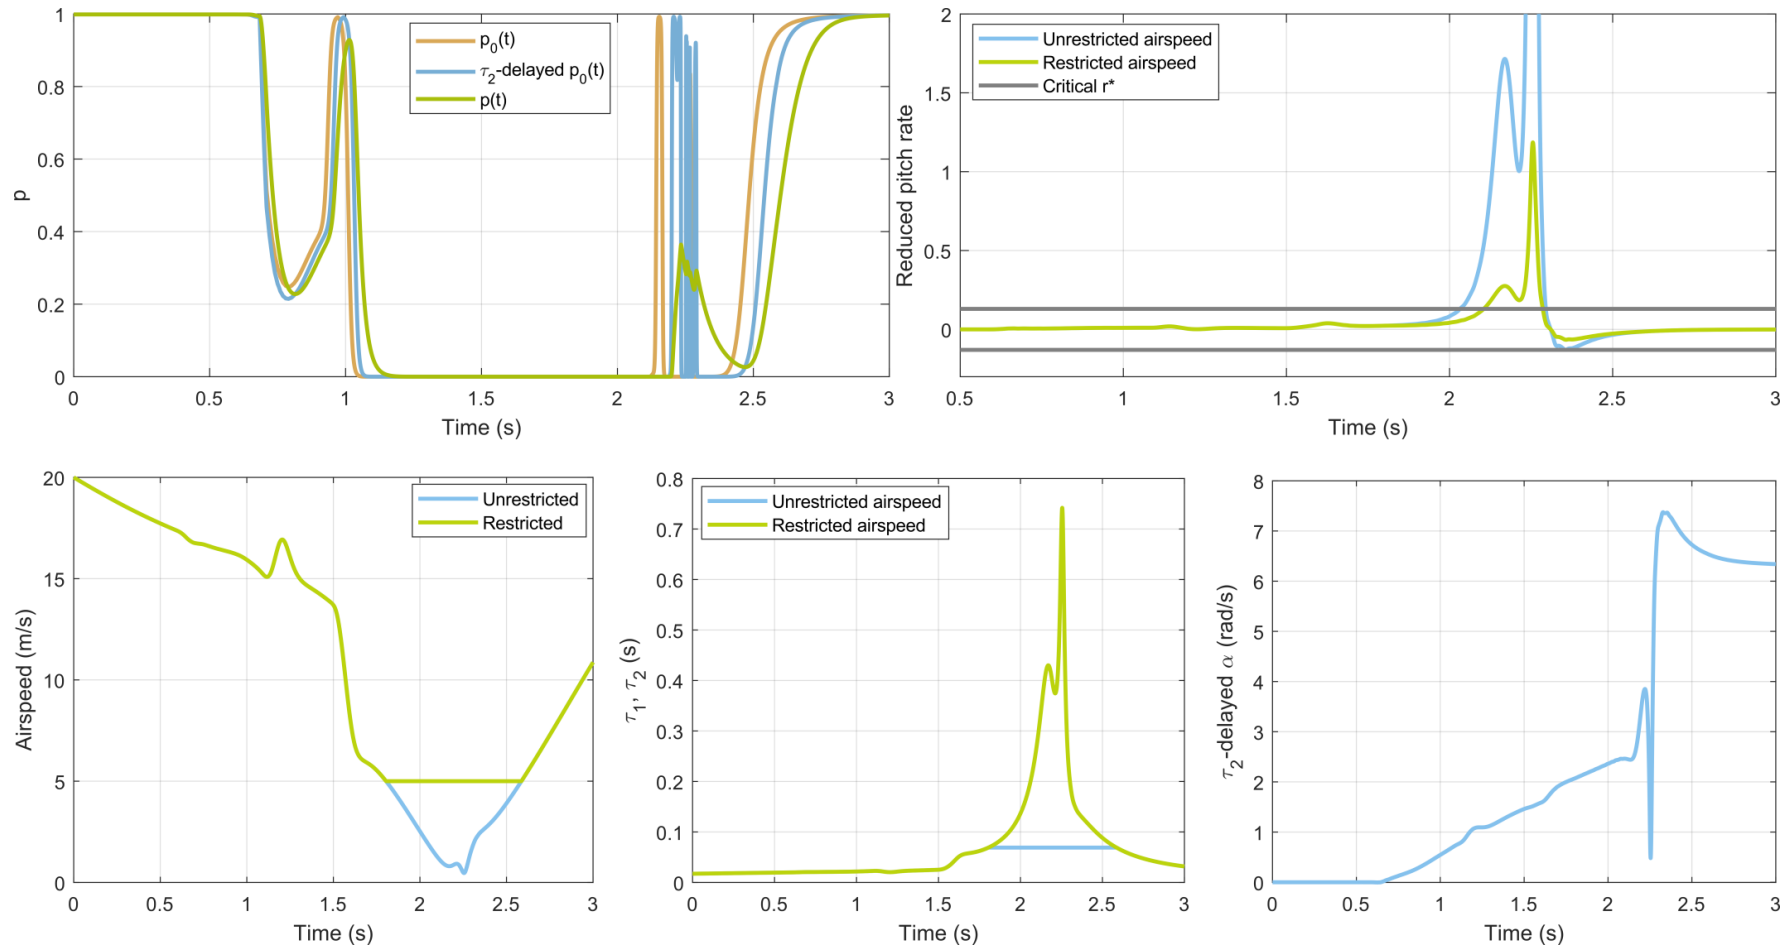 1
0.8
0.6
0.4
0.2
0
p
p₀(t)
τ₂-delayed p₀(t)
p(t)
0 0.5 1 1.5 2 2.5 3
Time (s)
2
1.5
1
0.5
0
Reduced pitch rate
Unrestricted airspeed
Restricted airspeed
Critical r*
0.5 1 1.5 2 2.5 3
Time (s)
20
15
10
5
0
Airspeed (m/s)
Unrestricted
Restricted
0 0.5 1 1.5 2 2.5 3
Time (s)
0.8
0.7
0.6
0.5
0.4
0.3
0.2
0.1
0
τ₁, τ₂ (s)
Unrestricted airspeed
Restricted airspeed
0 0.5 1 1.5 2 2.5 3
Time (s)
8
7
6
5
4
3
2
1
0
τ₂-delayed α (rad/s)
0 0.5 1 1.5 2 2.5 3
Time (s)